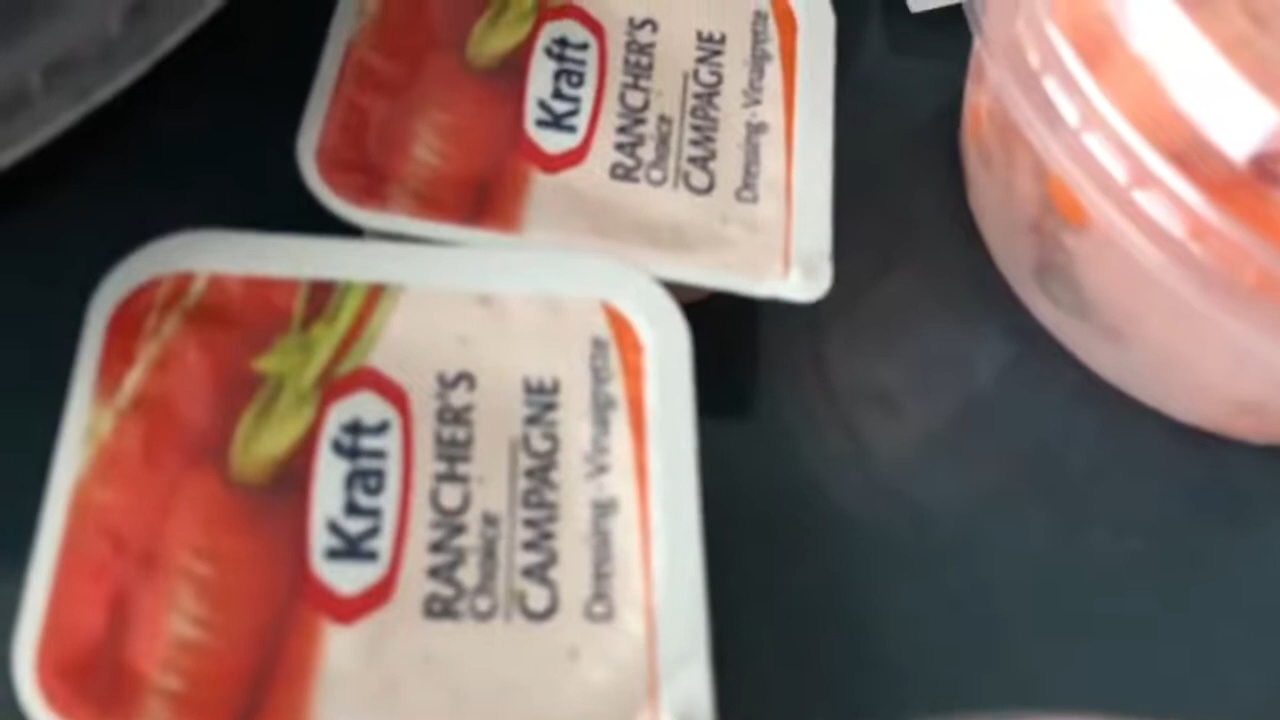 Kraft
RANCHER'S
Choice
CAMPAGNE
Dressing · Vinaigrette
Kraft
RANCHER'S
Choice
CAMPAGNE
Dressing · Vinaigrette